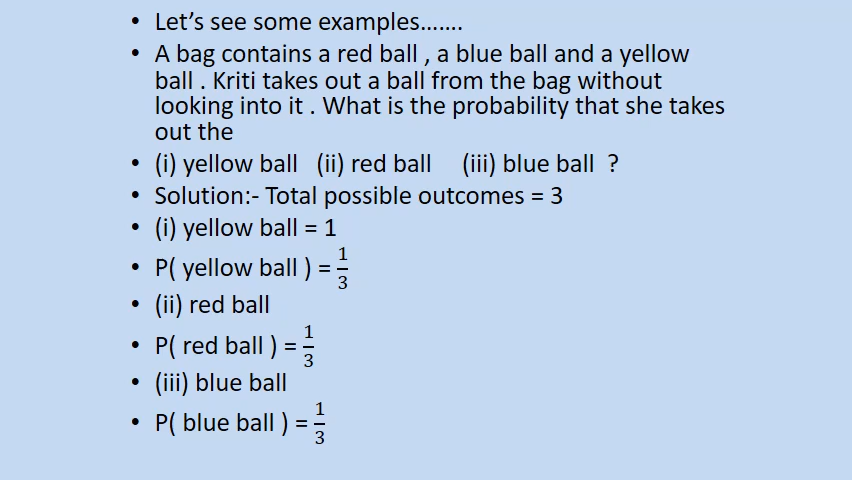 • Let’s see some examples…….
• A bag contains a red ball , a blue ball and a yellow
ball . Kriti takes out a ball from the bag without
looking into it . What is the probability that she takes
out the
• (i) yellow ball (ii) red ball (iii) blue ball ?
• Solution:- Total possible outcomes = 3
• (i) yellow ball = 1
• P( yellow ball ) = 1/3
• (ii) red ball
• P( red ball ) = 1/3
• (iii) blue ball
• P( blue ball ) = 1/3